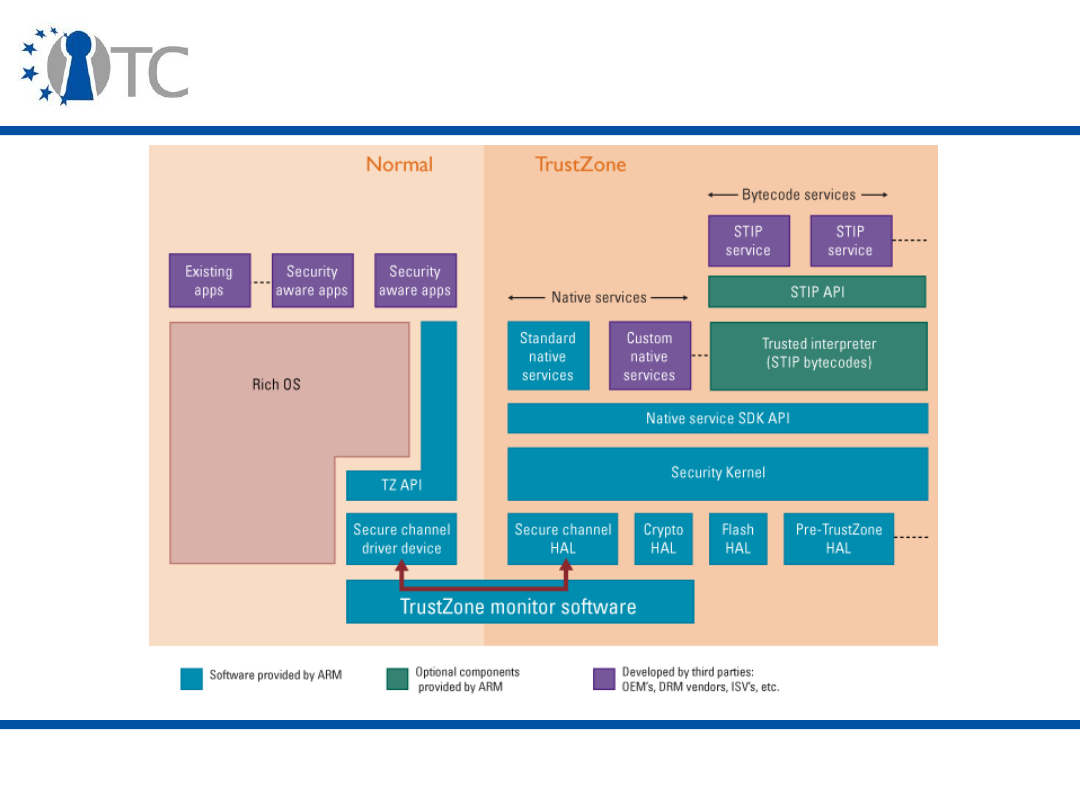 TC
Normal
TrustZone
Bytecode services
STIP
service
STIP
service
Existing
apps
Security
aware apps
Security
aware apps
STIP API
Native services
Standard
native
services
Custom
native
services
Trusted interpreter
(STIP bytecodes)
Rich OS
Native service SDK API
Security Kernel
TZ API
Secure channel
driver device
Secure channel
HAL
Crypto
HAL
Flash
HAL
Pre-TrustZone
HAL
TrustZone monitor software
Software provided by ARM
Optional components
provided by ARM
Developed by third parties:
OEM's, DRM vendors, ISV's, etc.